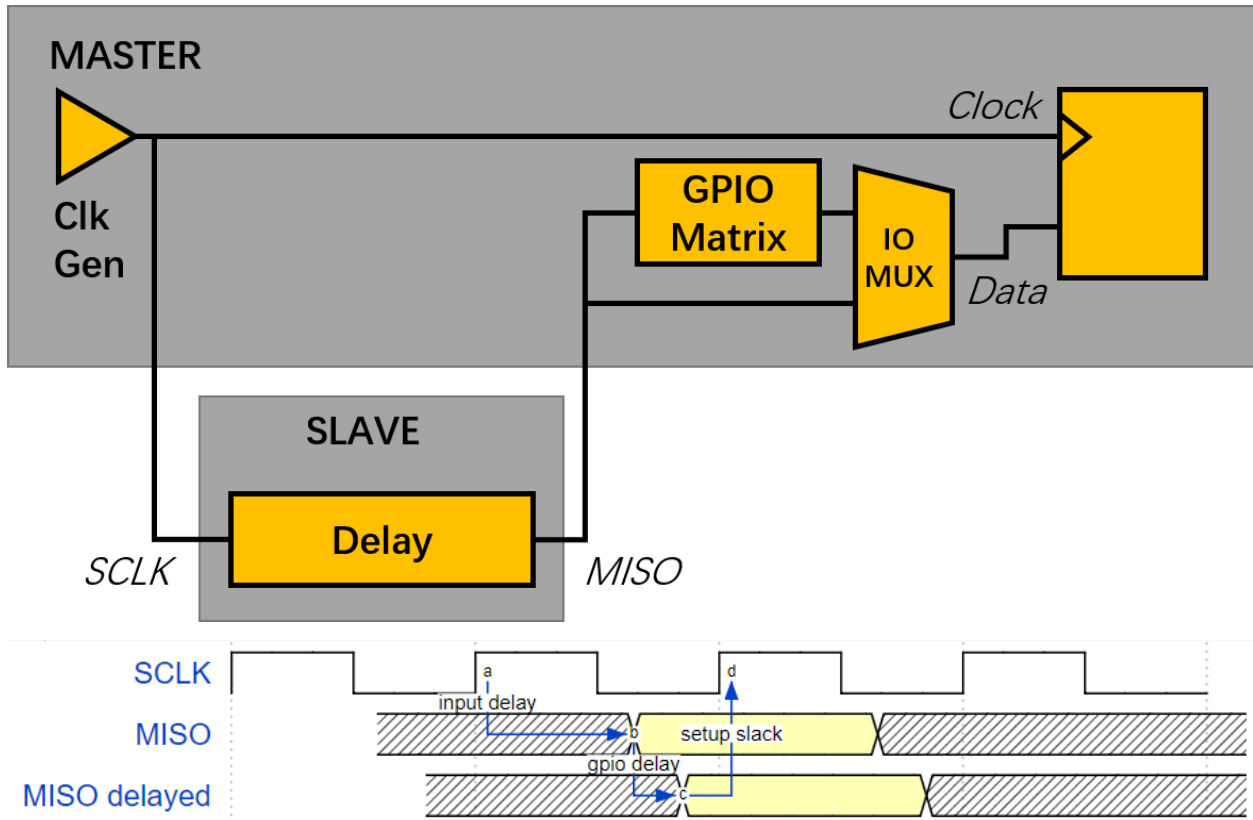 MASTER
Clk
Gen
Clock
GPIO
Matrix
IO
MUX
Data
SLAVE
Delay
SCLK
MISO
SCLK
a
d
input delay
MISO
b
setup slack
gpio delay
MISO delayed
c